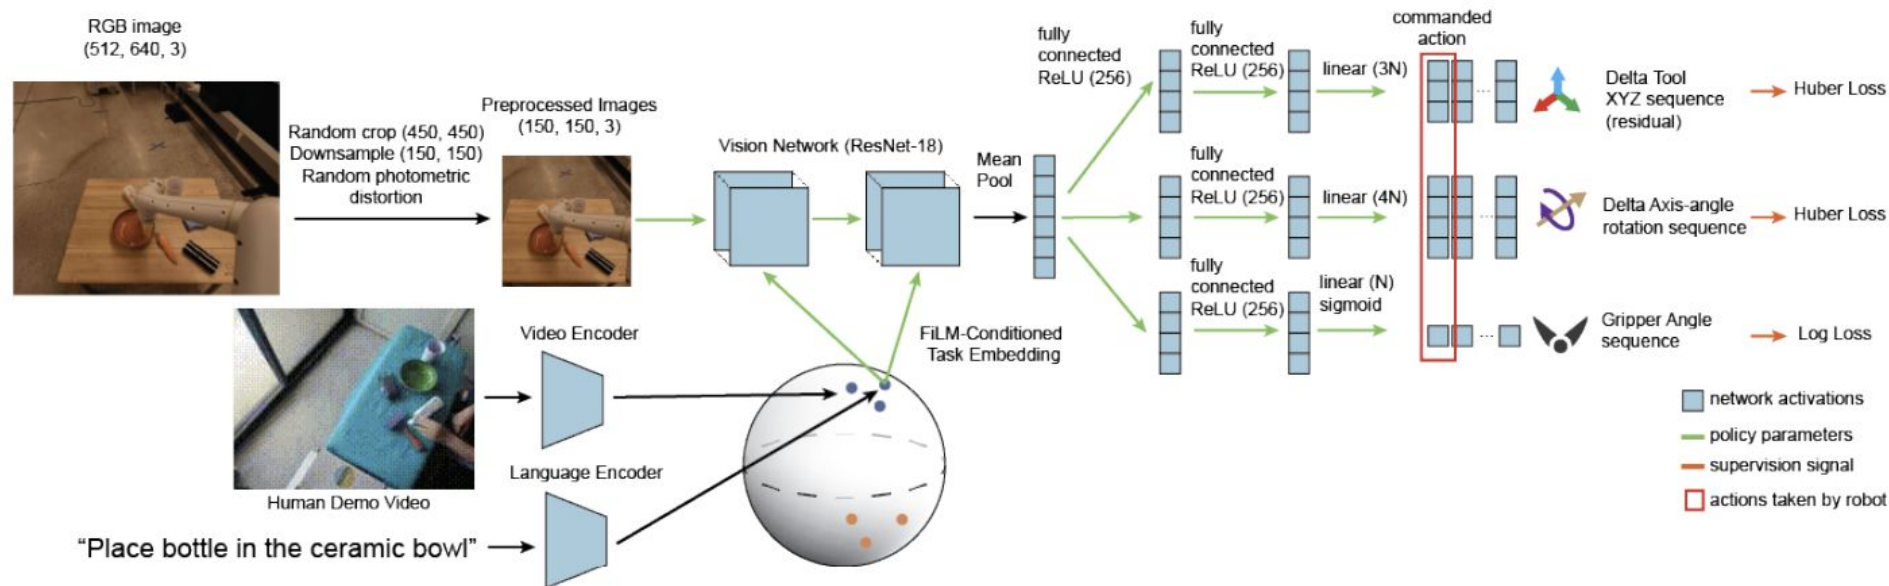 RGB image
(512, 640, 3)
Random crop (450, 450)
Downsample (150, 150)
Random photometric
distortion
Preprocessed Images
(150, 150, 3)
Vision Network (ResNet-18)
Mean
Pool
fully
connected
ReLU (256)
fully
connected
ReLU (256)
linear (3N)
commanded
action
...
Delta Tool
XYZ sequence
(residual)
Huber Loss
fully
connected
ReLU (256)
linear (4N)
...
Delta Axis-angle
rotation sequence
Huber Loss
fully
connected
ReLU (256)
linear (N)
sigmoid
...
Gripper Angle
sequence
Log Loss
Human Demo Video
Video Encoder
FiLM-Conditioned
Task Embedding
Language Encoder
“Place bottle in the ceramic bowl”
network activations
policy parameters
supervision signal
actions taken by robot